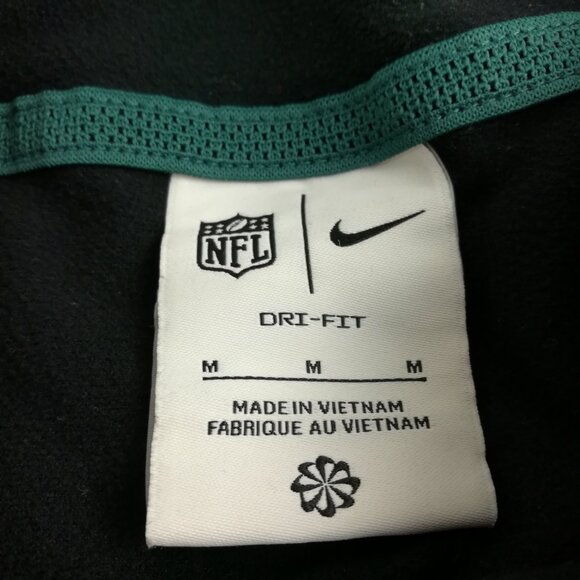 NFL
DRI-FIT
M M M
MADE IN VIETNAM
FABRIQUE AU VIETNAM